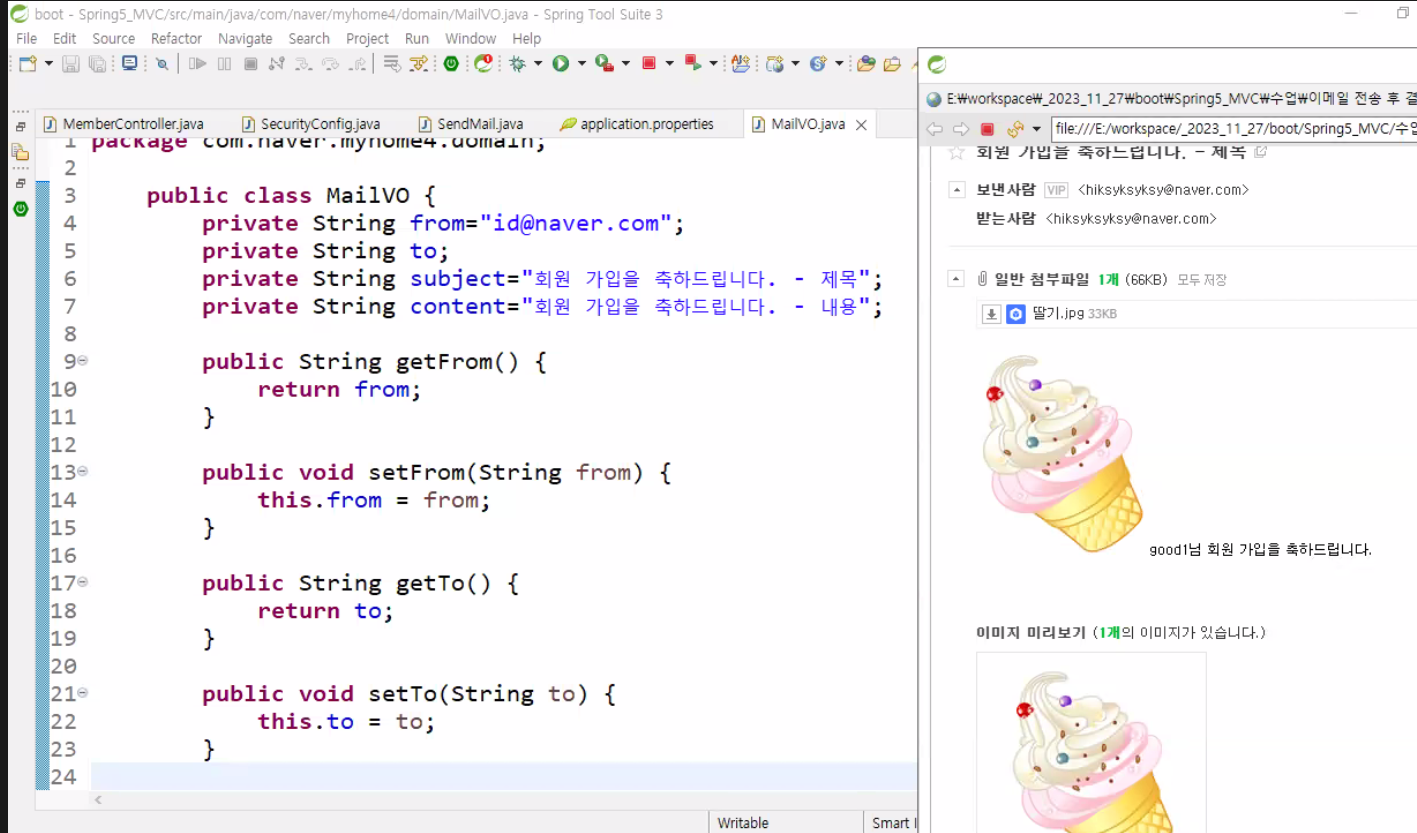 boot - Spring5_MVC/src/main/java/com/naver/myhome4/domain/MailVO.java - Spring Tool Suite 3
File Edit Source Refactor Navigate Search Project Run Window Help
MemberController.java SecurityConfig.java SendMail.java application.properties MailVO.java
1 package com.naver.myhome4.domain;
2
3 public class MailVO {
4 private String from="id@naver.com";
5 private String to;
6 private String subject="회원 가입을 축하드립니다. - 제목";
7 private String content="회원 가입을 축하드립니다. - 내용";
8
9 public String getFrom() {
10 return from;
11 }
12
13 public void setFrom(String from) {
14 this.from = from;
15 }
16
17 public String getTo() {
18 return to;
19 }
20
21 public void setTo(String to) {
22 this.to = to;
23 }
24
Writable Smart I
E:₩workspace₩_2023_11_27₩boot₩Spring5_MVC₩수업₩이메일 전송 후 결
file:///E:/workspace/_2023_11_27/boot/Spring5_MVC/수업
회원 가입을 축하드립니다. - 제목
보낸사람 VIP <hiksyksyksy@naver.com>
받는사람 <hiksyksyksy@naver.com>
일반 첨부파일 1개 (66KB) 모두 저장
딸기.jpg 33KB
good1님 회원 가입을 축하드립니다.
이미지 미리보기 (1개의 이미지가 있습니다.)